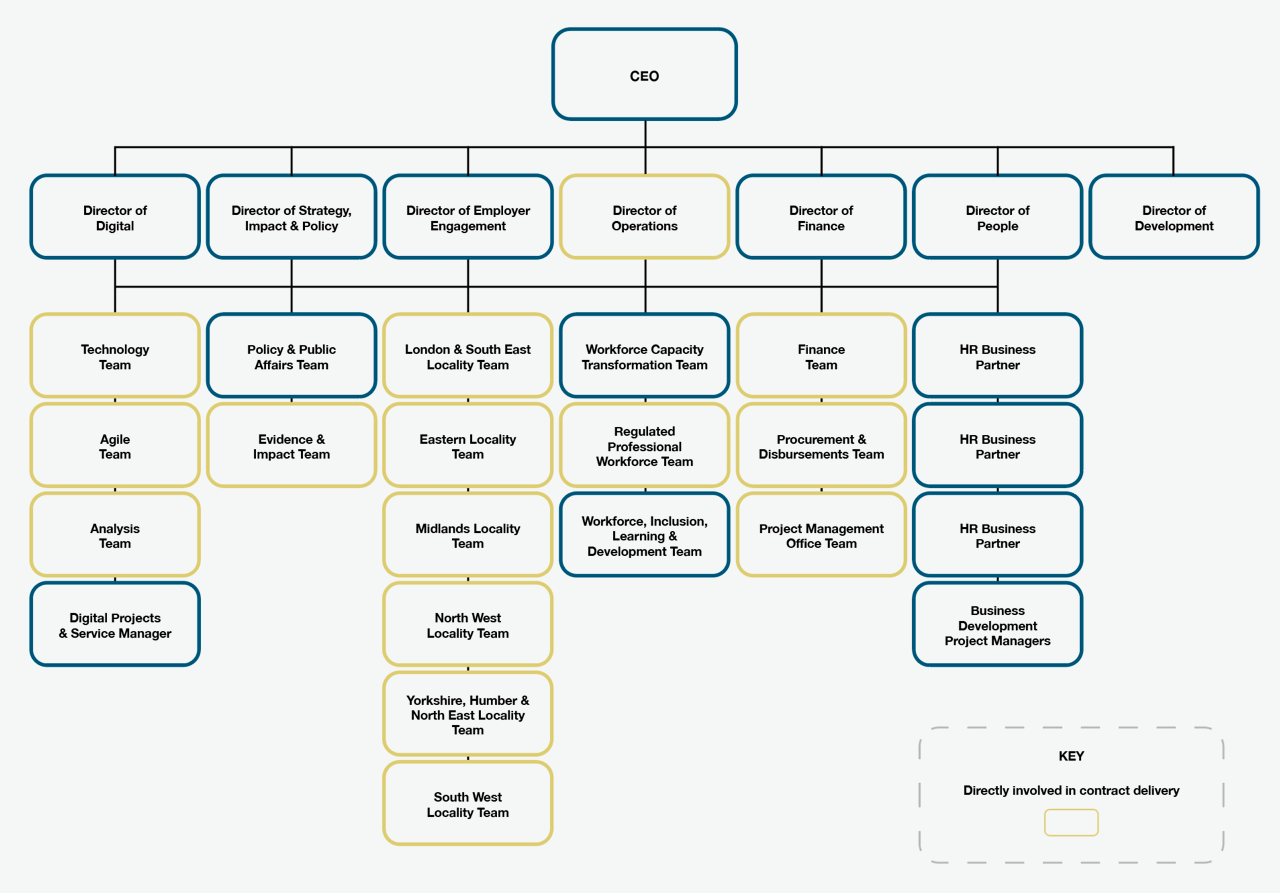 CEO
Director of
Digital
Director of Strategy,
Impact & Policy
Director of Employer
Engagement
Director of
Operations
Director of
Finance
Director of
People
Director of
Development
Technology
Team
Policy & Public
Affairs Team
London & South East
Locality Team
Workforce Capacity
Transformation Team
Finance
Team
HR Business
Partner
Agile
Team
Evidence &
Impact Team
Eastern Locality
Team
Regulated
Professional
Workforce Team
Procurement &
Disbursements Team
HR Business
Partner
Analysis
Team
Midlands Locality
Team
Workforce, Inclusion,
Learning &
Development Team
Project Management
Office Team
HR Business
Partner
Digital Projects
& Service Manager
North West
Locality Team
Business
Development
Project Managers
Yorkshire, Humber &
North East Locality
Team
South West
Locality Team
KEY
Directly involved in contract delivery